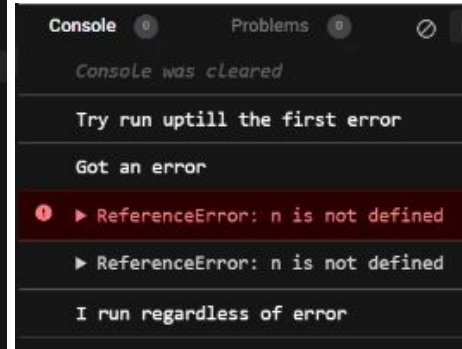 Console 0 Problems 0
Console was cleared
Try run uptill the first error
Got an error
ReferenceError: n is not defined
ReferenceError: n is not defined
I run regardless of error